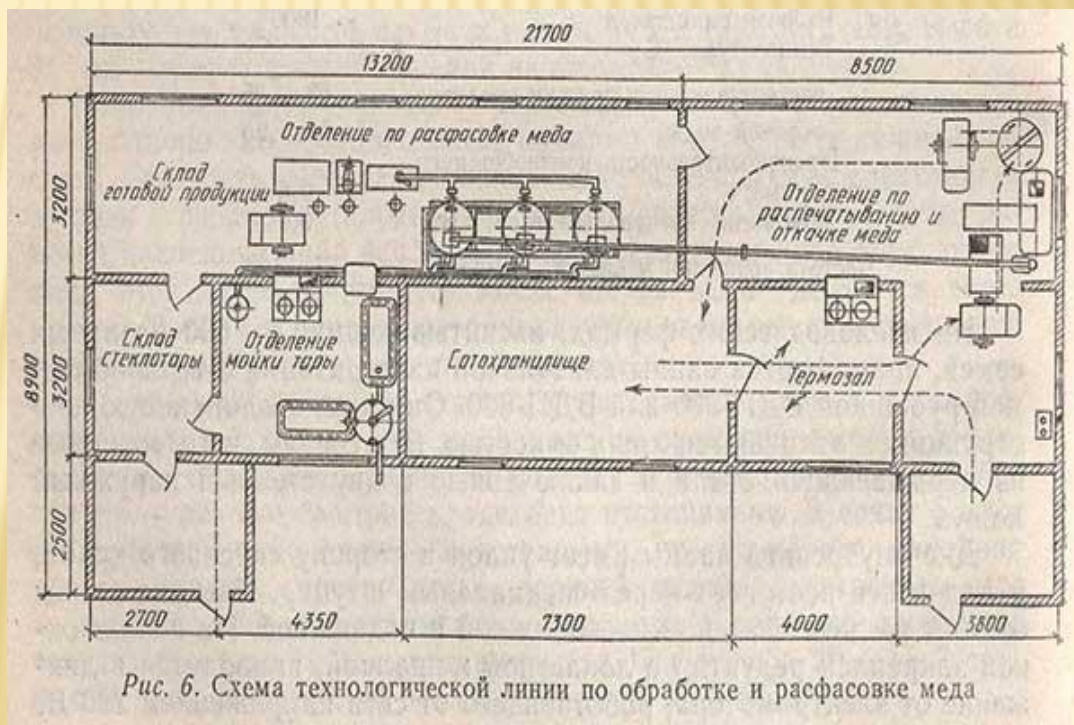 21700
13200
8500
Отделение по расфасовке меда
Склад
готовой продукции
Отделение по
распечатыванию и
откачке меда
3200
8900
3200
2500
Склад
стеклотары
Отделение
мойки тары
Сотохранилище
Термозал
2700
4350
7300
4000
3800
Рис. 6. Схема технологической линии по обработке и расфасовке меда